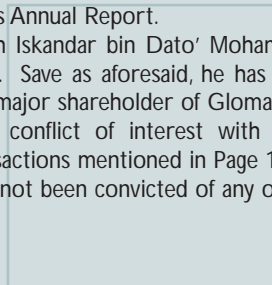 s Annual Report.
n Iskandar bin Dato' Moham
. Save as aforesaid, he has
major shareholder of Gloma
conflict of interest with
sactions mentioned in Page 1
not been convicted of any o